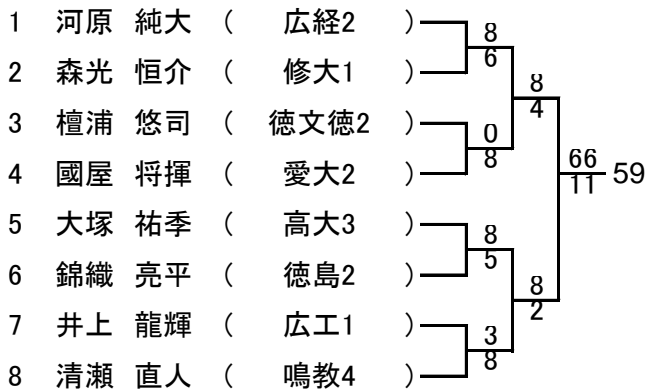 1 河原 純大 ( 広経2 )
8
2 森光 恒介 ( 修大1 )
6
8
4
3 檀浦 悠司 ( 徳文徳2 )
0
4 國屋 将揮 ( 愛大2 )
8
66
11 59
5 大塚 祐季 ( 高大3 )
8
6 錦織 亮平 ( 徳島2 )
5
8
2
7 井上 龍輝 ( 広工1 )
3
8 清瀬 直人 ( 鳴教4 )
8